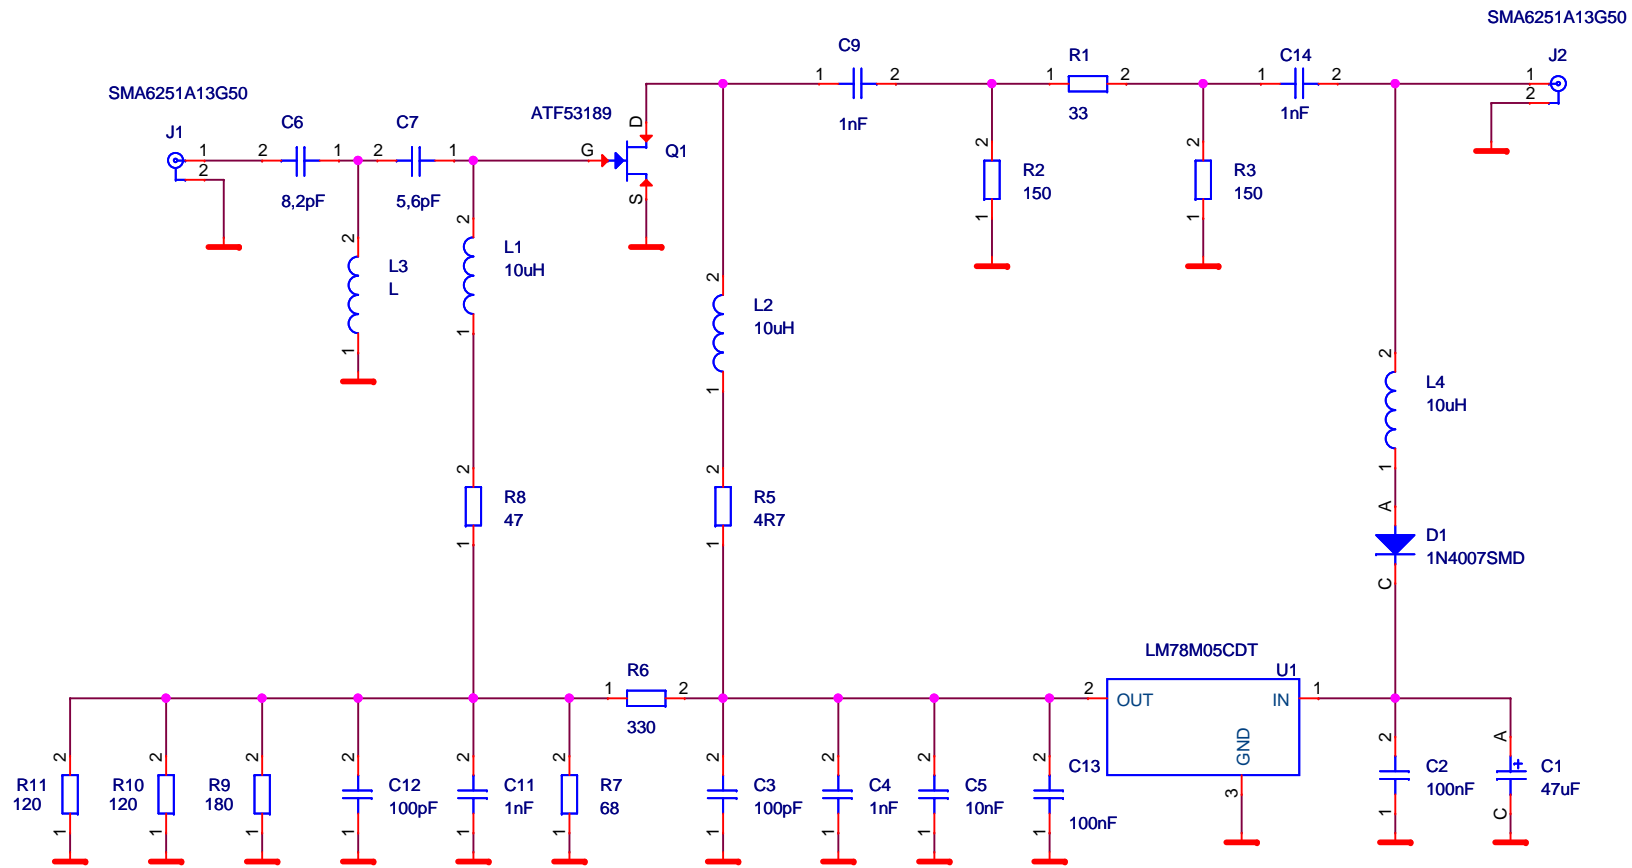 SMA6251A13G50
J2
1
2
C9
1
2
1nF
R1
1
2
33
C14
1
2
1nF
SMA6251A13G50
J1
1
2
C6
2
1
8,2pF
C7
2
1
5,6pF
ATF53189
G
D
S
Q1
2
R2
150
1
2
R3
150
1
2
L3
L
1
2
L1
10uH
1
2
L2
10uH
1
2
L4
10uH
1
2
R8
47
1
2
R5
4R7
1
A
D1
1N4007SMD
C
R6
1
2
330
LM78M05CDT
U1
2
OUT
IN
1
GND
3
2
R11
120
1
2
R10
120
1
2
R9
180
1
2
C12
100pF
1
2
C11
1nF
1
2
R7
68
1
2
C3
100pF
1
2
C4
1nF
1
2
C5
10nF
1
2
C13
100nF
1
2
C2
100nF
1
A
+
C1
47uF
C